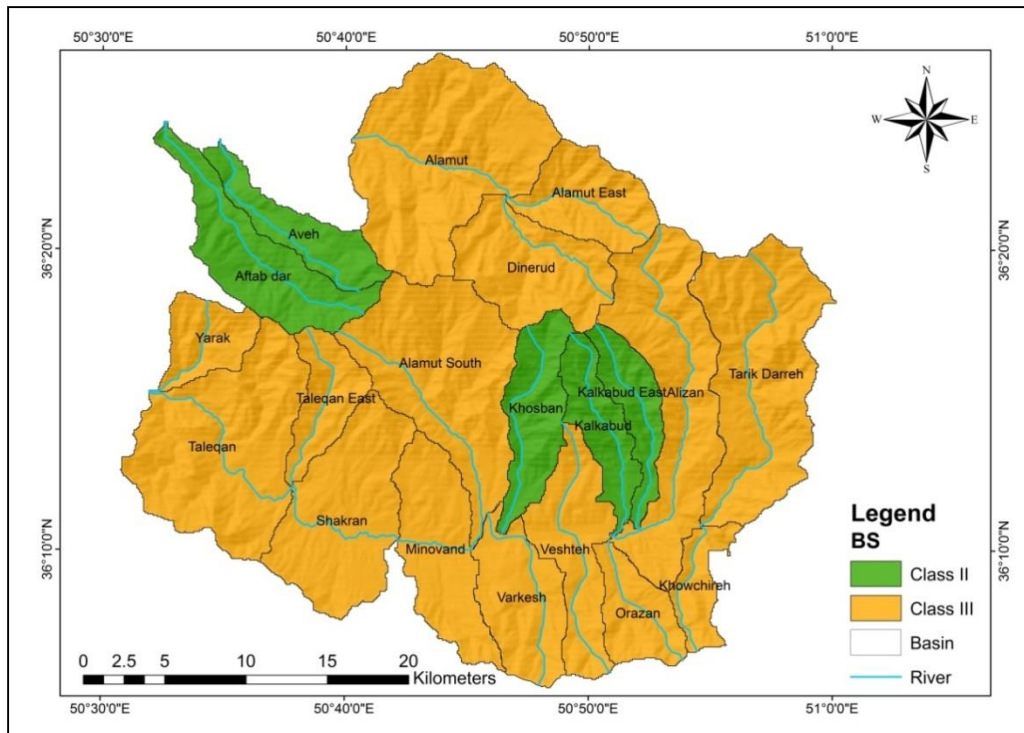 50°30'0"E 50°40'0"E 50°50'0"E 51°0'0"E
N
W E
S
Alamut
Alamut East
Aveh
36°20'0"N 36°20'0"N
Dinerud
Aftab dar
Yarak
Alamut South
Tarik Darreh
Taleqan East Kalkabud East Alizan
Khosban
Kalkabud
Taleqan
Shakran
Minovand Veshteh
36°10'0"N 36°10'0"N
Khowchireh
Varkesh
Orazan
Legend
BS
Class II
Class III
Basin
River
0 2.5 5 10 15 20
Kilometers
50°30'0"E 50°40'0"E 50°50'0"E 51°0'0"E